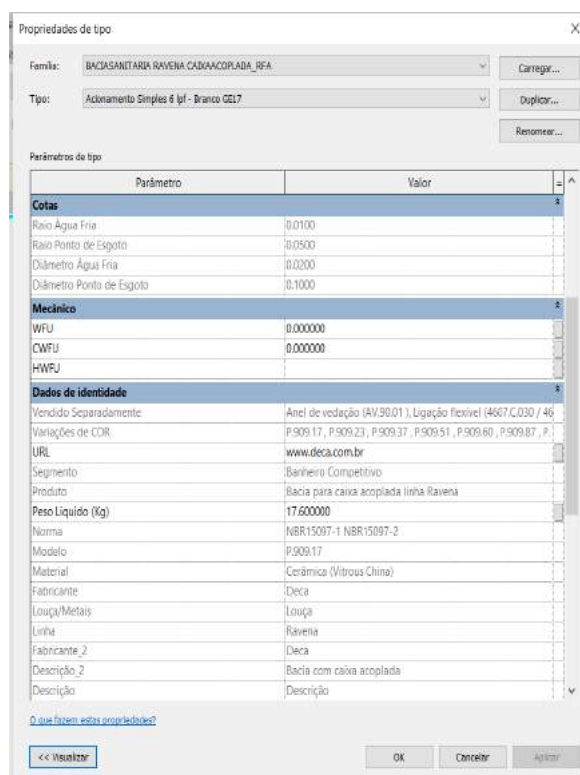 Propriedades de tipo
Família: BACIASANITARIA RAVENA CAIXAACOPLADA_RFA Carregar...
Tipo: Acionamento Simples 6 lpf - Branco GE17 Duplicar...
Renomear...
Parâmetros de tipo
Parâmetro Valor =
Cotas
Raio Água Fria 0.0100
Raio Ponto de Esgoto 0.0500
Diâmetro Água Fria 0.0200
Diâmetro Ponto de Esgoto 0.1000
Mecânico
WFU 0.000000
CWFU 0.000000
HWFU
Dados de identidade
Vendido Separadamente Anel de vedação (AV.90.01 ), Ligação flexível (4607.C.030 / 46
Variações de COR P.909.17 , P.909.23 , P.909.37 , P.909.51 , P.909.60 , P.909.87 , P.
URL www.deca.com.br
Segmento Banheiro Competitivo
Produto Bacia para caixa acoplada linha Ravena
Peso Liquido (Kg) 17.600000
Norma NBR15097-1 NBR15097-2
Modelo P.909.17
Material Cerâmica (Vitrous China)
Fabricante Deca
Louça/Metais Louça
Linha Ravena
Fabricante_2 Deca
Descrição_2 Bacia com caixa acoplada
Descrição Descrição
O que fazem estas propriedades?
<< Visualizar OK Cancelar Aplicar